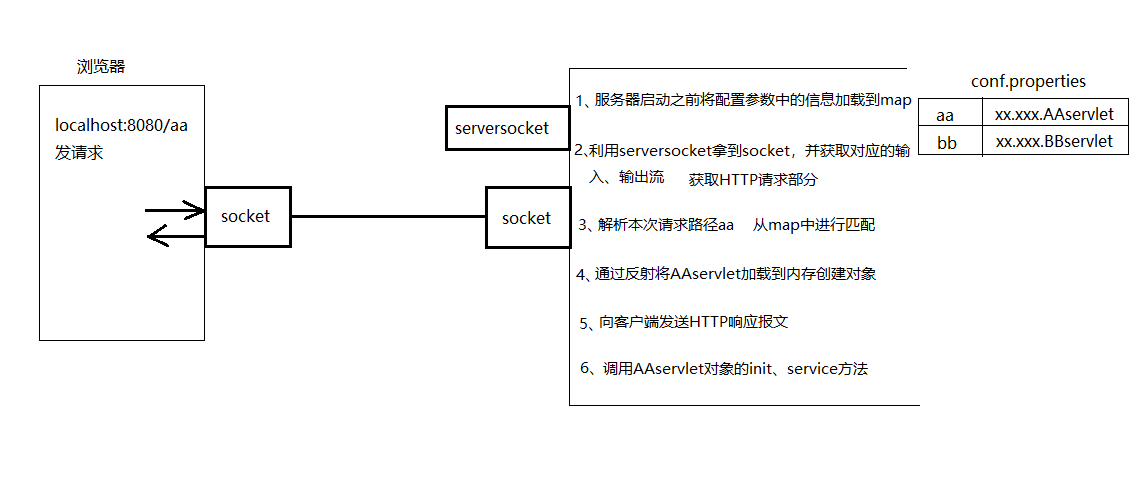 浏览器
localhost:8080/aa
发请求
socket
serversocket
socket
1、服务器启动之前将配置参数中的信息加载到map
2、利用serversocket拿到socket，并获取对应的输
入、输出流 获取HTTP请求部分
3、解析本次请求路径aa 从map中进行匹配
4、通过反射将AAservlet加载到内存创建对象
5、向客户端发送HTTP响应报文
6、调用AAservlet对象的init、service方法
conf.properties
aa xx.xxx.AAservlet
bb xx.xxx.BBservlet